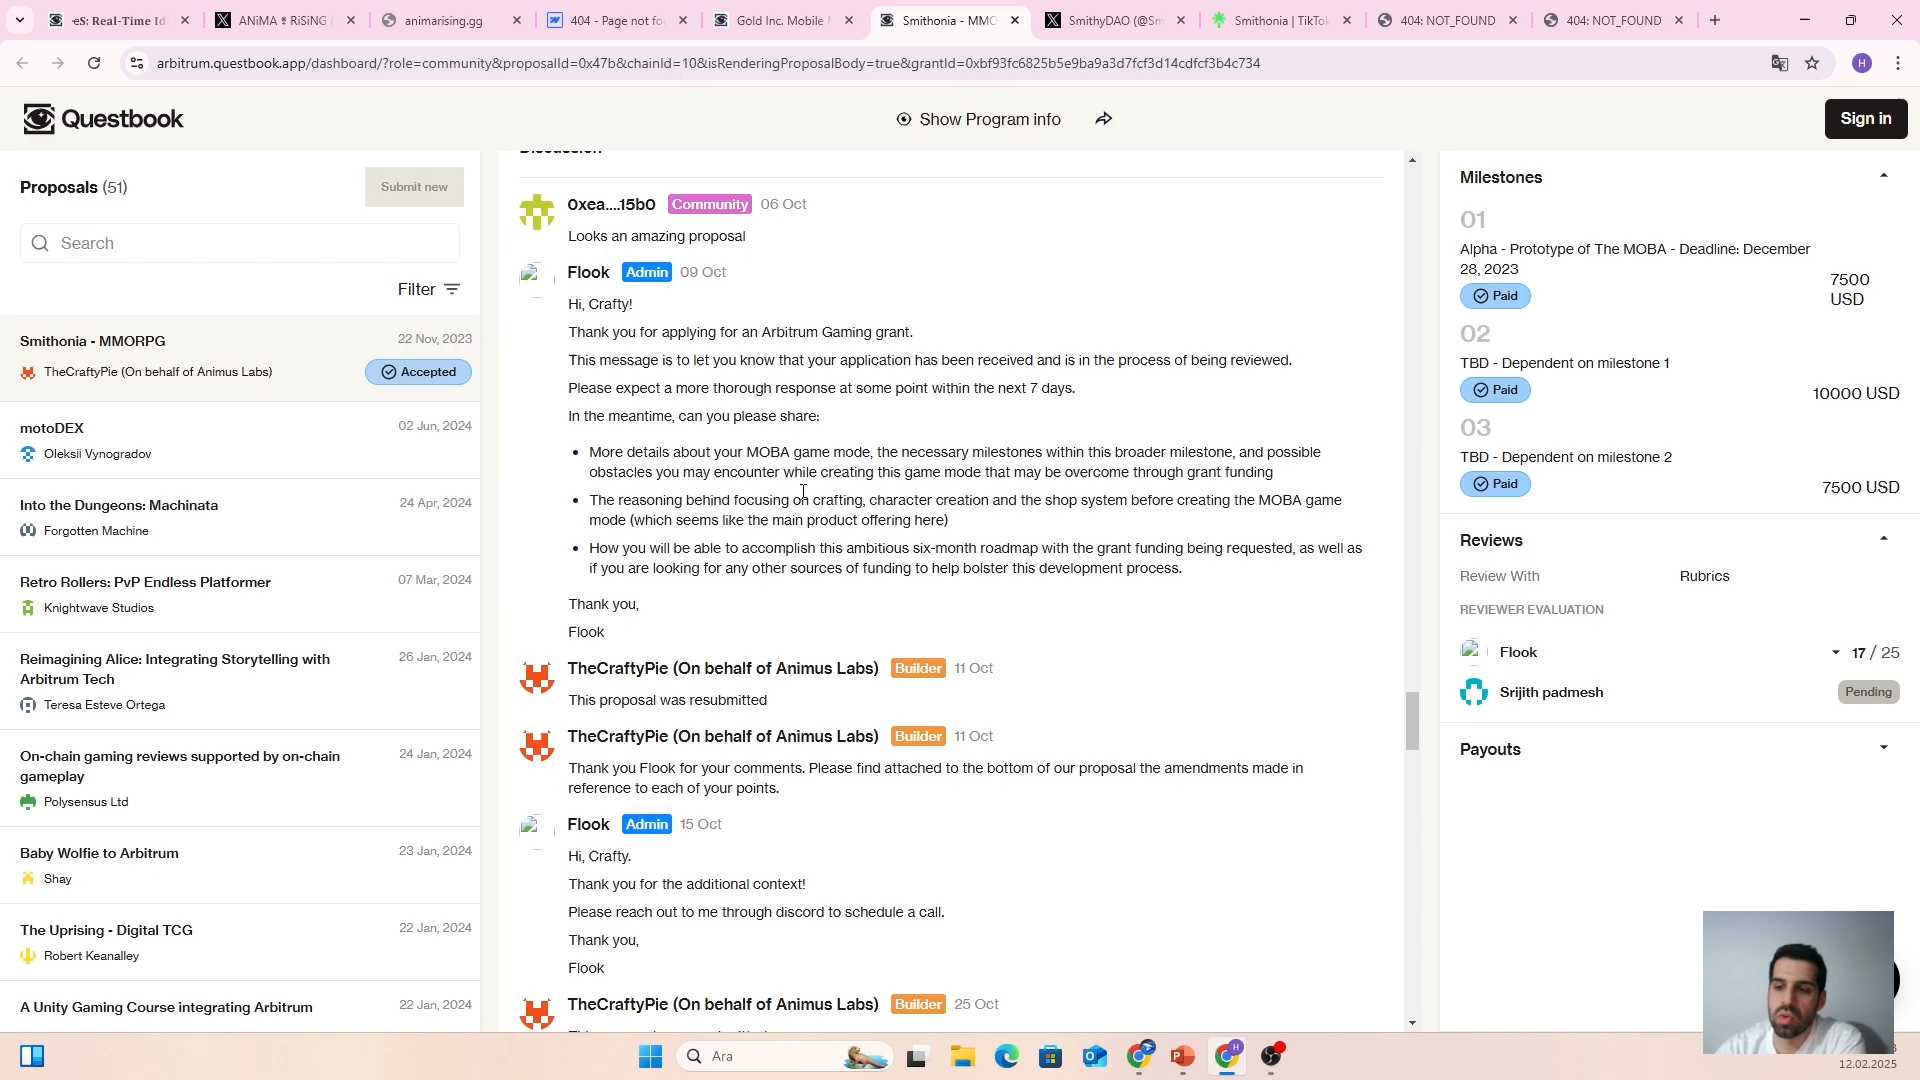 eS: Real-Time Id
ANiMA RiSiNG
animarising.gg
404 - Page not fo
Gold Inc. Mobile
Smithonia - MMO
SmithyDAO (@Sm
Smithonia | TikTok
404: NOT_FOUND
404: NOT_FOUND
arbitrum.questbook.app/dashboard/?role=community&proposalId=0x47b&chainId=10&isRenderingProposalBody=true&grantId=0xbf93fc6825b5e9ba9a3d7fcf3d14cdfcf3b4c734
H
Questbook
Show Program info
Sign in
Proposals (51)
Submit new
Search
Filter
Smithonia - MMORPG
22 Nov, 2023
TheCraftyPie (On behalf of Animus Labs)
Accepted
motoDEX
02 Jun, 2024
Oleksii Vynogradov
Into the Dungeons: Machinata
24 Apr, 2024
Forgotten Machine
Retro Rollers: PvP Endless Platformer
07 Mar, 2024
Knightwave Studios
Reimagining Alice: Integrating Storytelling with
Arbitrum Tech
26 Jan, 2024
Teresa Esteve Ortega
On-chain gaming reviews supported by on-chain
gameplay
24 Jan, 2024
Polysensus Ltd
Baby Wolfie to Arbitrum
23 Jan, 2024
Shay
The Uprising - Digital TCG
22 Jan, 2024
Robert Keanalley
A Unity Gaming Course integrating Arbitrum
22 Jan, 2024
Discussion
0xea....15b0 Community 06 Oct
Looks an amazing proposal
Flook Admin 09 Oct
Hi, Crafty!
Thank you for applying for an Arbitrum Gaming grant.
This message is to let you know that your application has been received and is in the process of being reviewed.
Please expect a more thorough response at some point within the next 7 days.
In the meantime, can you please share:
• More details about your MOBA game mode, the necessary milestones within this broader milestone, and possible
obstacles you may encounter while creating this game mode that may be overcome through grant funding
• The reasoning behind focusing on crafting, character creation and the shop system before creating the MOBA game
mode (which seems like the main product offering here)
• How you will be able to accomplish this ambitious six-month roadmap with the grant funding being requested, as well as
if you are looking for any other sources of funding to help bolster this development process.
Thank you,
Flook
TheCraftyPie (On behalf of Animus Labs) Builder 11 Oct
This proposal was resubmitted
TheCraftyPie (On behalf of Animus Labs) Builder 11 Oct
Thank you Flook for your comments. Please find attached to the bottom of our proposal the amendments made in
reference to each of your points.
Flook Admin 15 Oct
Hi, Crafty.
Thank you for the additional context!
Please reach out to me through discord to schedule a call.
Thank you,
Flook
TheCraftyPie (On behalf of Animus Labs) Builder 25 Oct
Milestones
01
Alpha - Prototype of The MOBA - Deadline: December
28, 2023
7500
USD
Paid
02
TBD - Dependent on milestone 1
Paid
10000 USD
03
TBD - Dependent on milestone 2
Paid
7500 USD
Reviews
Review With
Rubrics
REVIEWER EVALUATION
Flook
17 / 25
Srijith padmesh
Pending
Payouts
Ara
H
12.02.2025